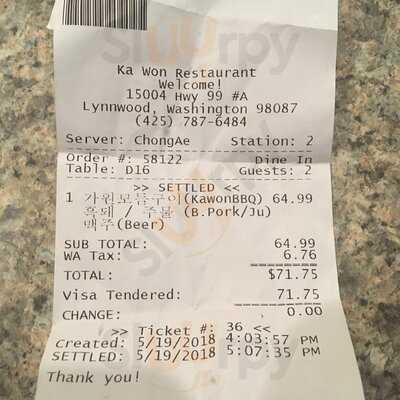 Ka Won Restaurant
Welcome!
15004 Hwy 99 #A
Lynnwood, Washington 98087
(425) 787-6484
Server: ChongAe Station: 2
Order #: 58122 Dine In
Table: D16 Guests: 2
>> SETTLED <<
1 가원모듬구이(KawonBBQ) 64.99
흑돼 / 주물 (B.Pork/Ju)
맥주(Beer)
SUB TOTAL: 64.99
WA Tax: 6.76
TOTAL: $71.75
Visa Tendered: 71.75
CHANGE: 0.00
>> Ticket #: 36 <<
Created: 5/19/2018 4:03:57 PM
SETTLED: 5/19/2018 5:07:35 PM
Thank you!